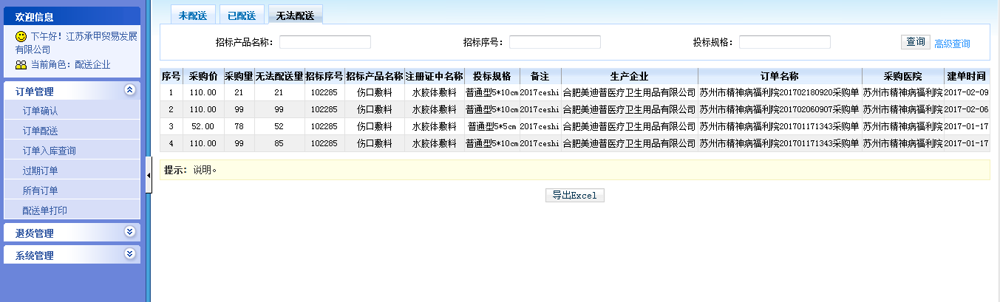 欢迎信息
下午好！江苏承甲贸易发展
有限公司
当前角色：配送企业
订单管理
订单确认
订单配送
订单入库查询
过期订单
所有订单
配送单打印
退货管理
系统管理
未配送 已配送 无法配送
招标产品名称： 招标序号： 投标规格： 查询 高级查询
序号 采购价 采购量 无法配送量 招标序号 招标产品名称 注册证中名称 投标规格 备注 生产企业 订单名称 采购医院 建单时间
1 110.00 21 21 102285 伤口敷料 水胶体敷料 普通型5*10cm 2017ceshi 合肥美迪普医疗卫生用品有限公司 苏州市精神病福利院201702180920采购单 苏州市精神病福利院 2017-02-09
2 110.00 99 99 102285 伤口敷料 水胶体敷料 普通型5*10cm 2017ceshi 合肥美迪普医疗卫生用品有限公司 苏州市精神病福利院201702060907采购单 苏州市精神病福利院 2017-02-06
3 52.00 78 52 102285 伤口敷料 水胶体敷料 普通型5*5cm 2017ceshi 合肥美迪普医疗卫生用品有限公司 苏州市精神病福利院201701171343采购单 苏州市精神病福利院 2017-01-17
4 110.00 99 85 102285 伤口敷料 水胶体敷料 普通型5*10cm 2017ceshi 合肥美迪普医疗卫生用品有限公司 苏州市精神病福利院201701171343采购单 苏州市精神病福利院 2017-01-17
提示：说明。
导出Excel